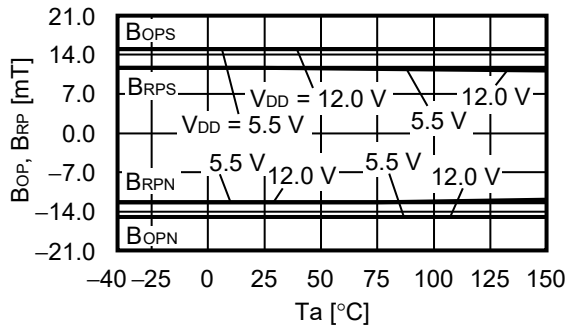 21.0
BOPS
14.0
BRPS
VDD = 12.0 V
12.0 V
7.0
VDD = 5.5 V
5.5 V
0.0
BOP, BRP [mT]
5.5 V
5.5 V
−7.0
BRPN
12.0 V
12.0 V
−14.0
BOPN
−21.0
−40 −25 0 25 50 75 100 125 150
Ta [°C]